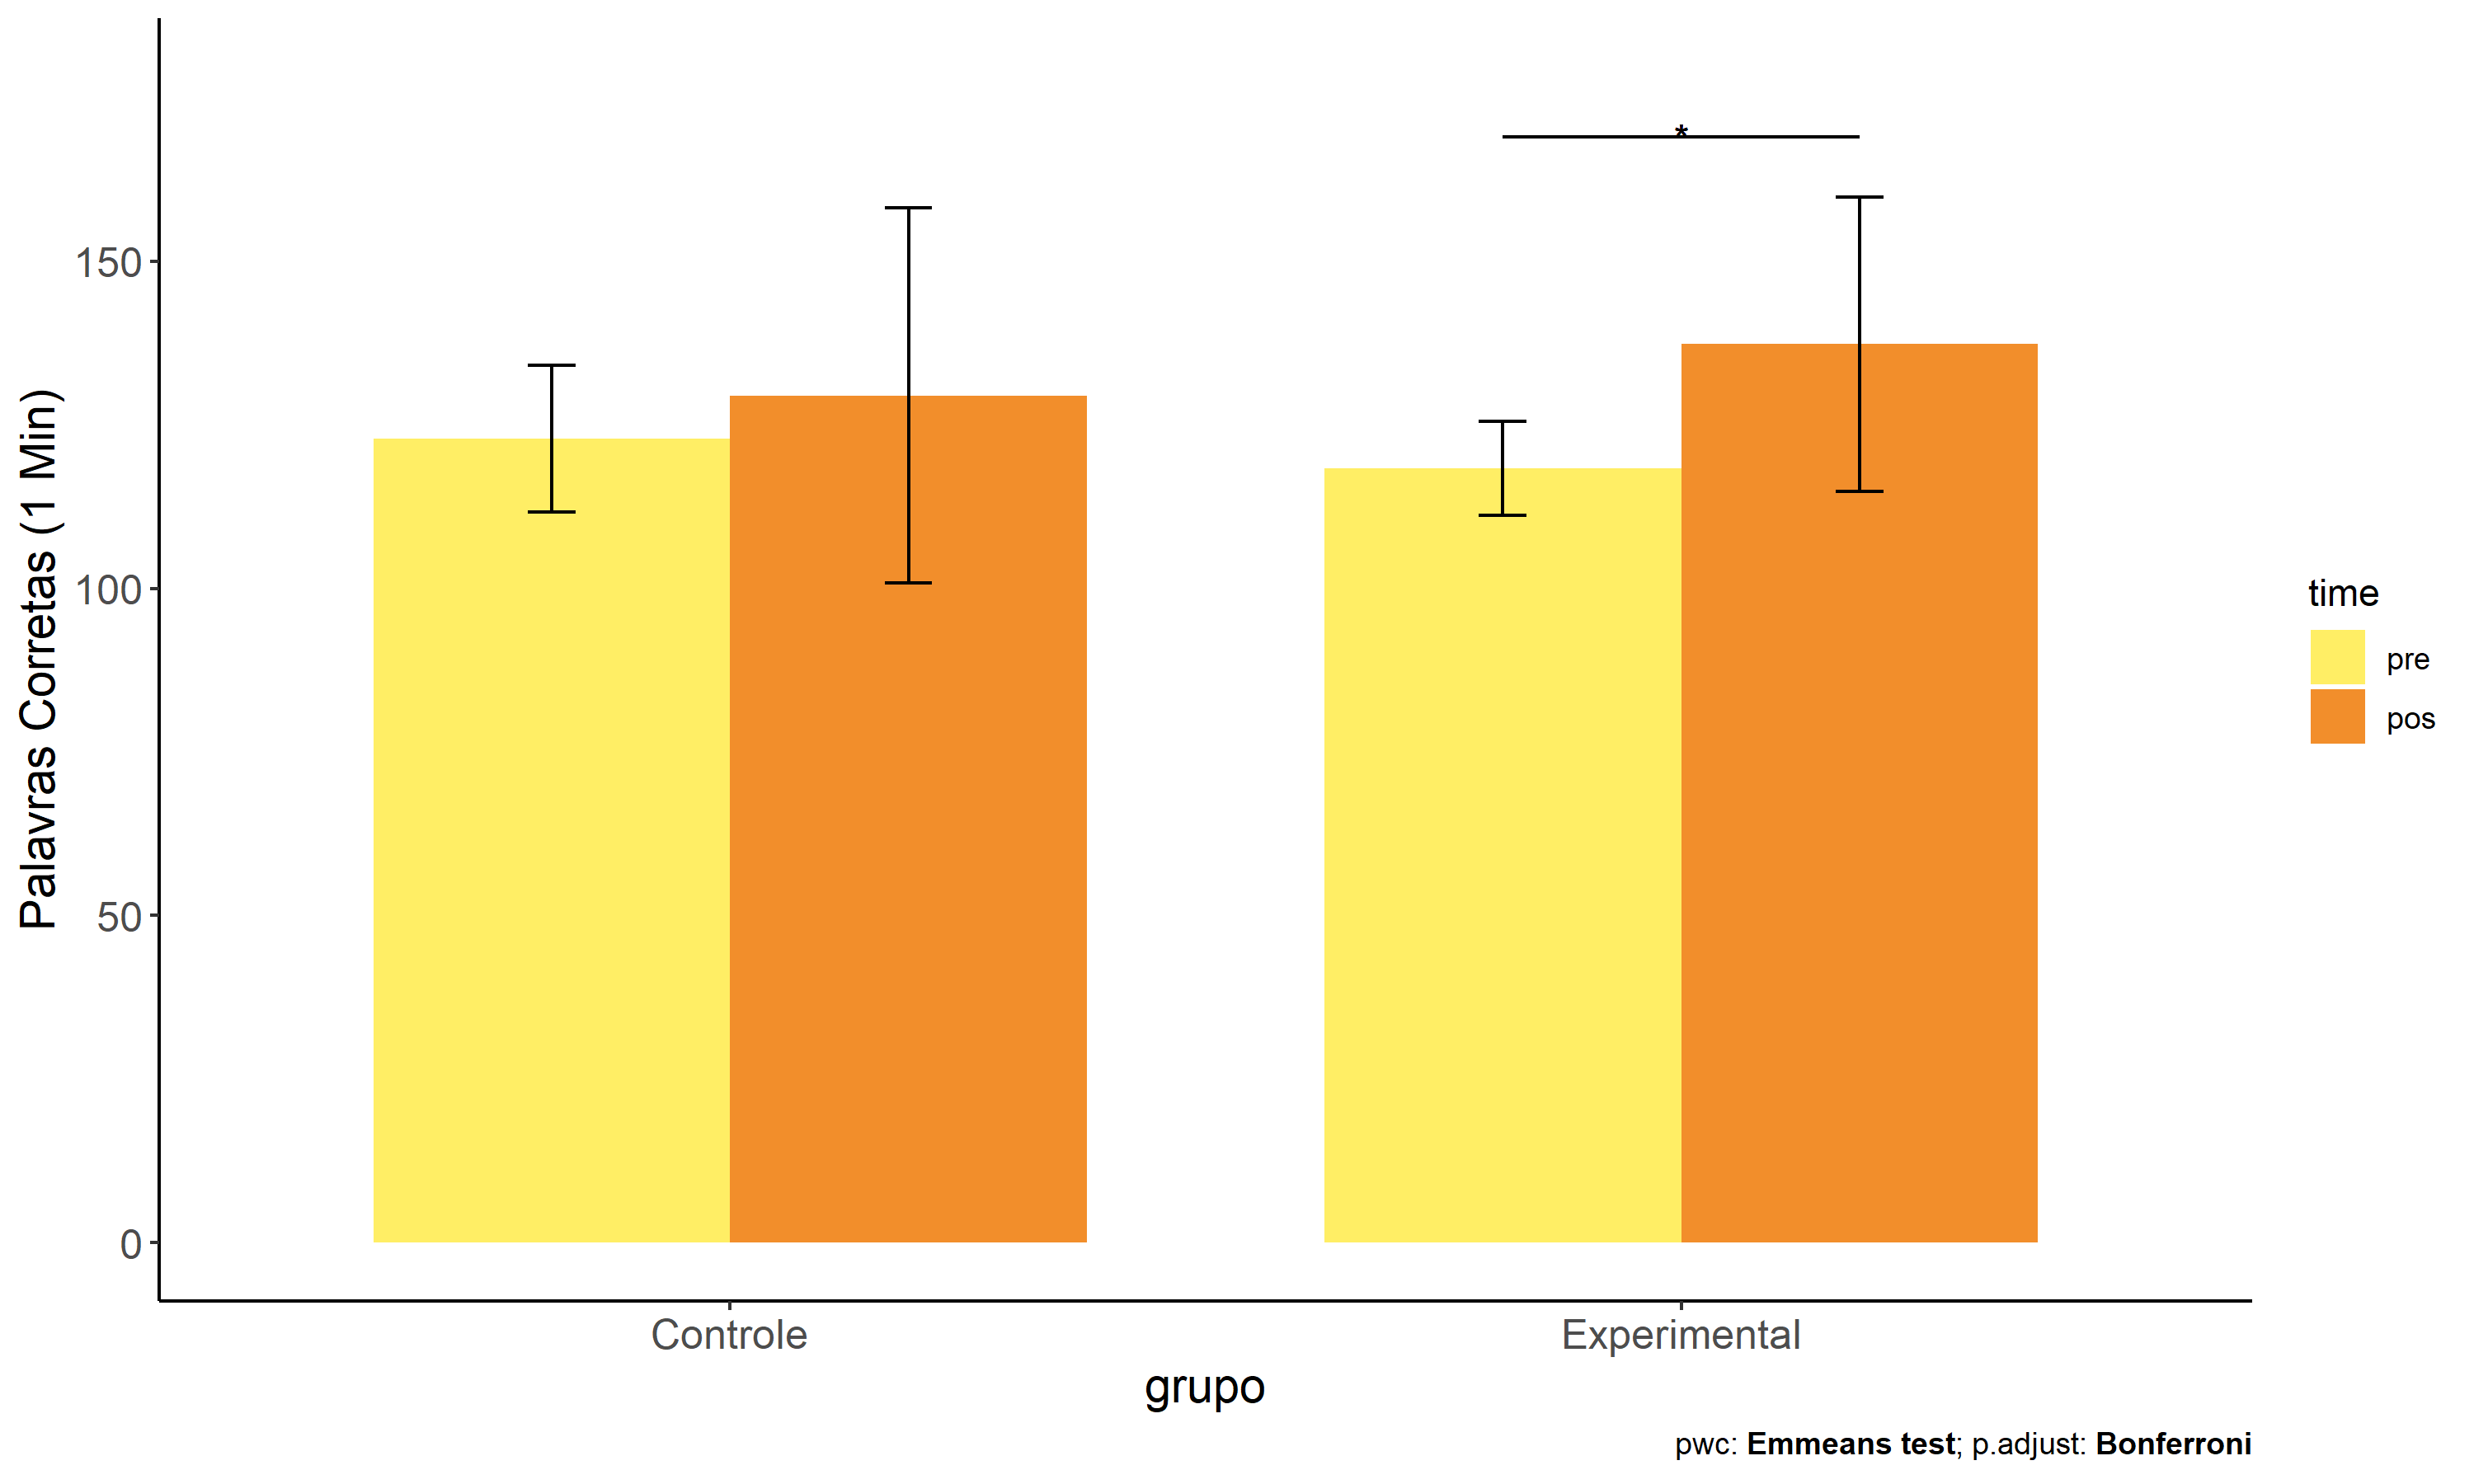 Palavras Corretas (1 Min)
150
100
50
0
*
Controle
Experimental
grupo
time
pre
pos
pwc: Emmeans test; p.adjust: Bonferroni